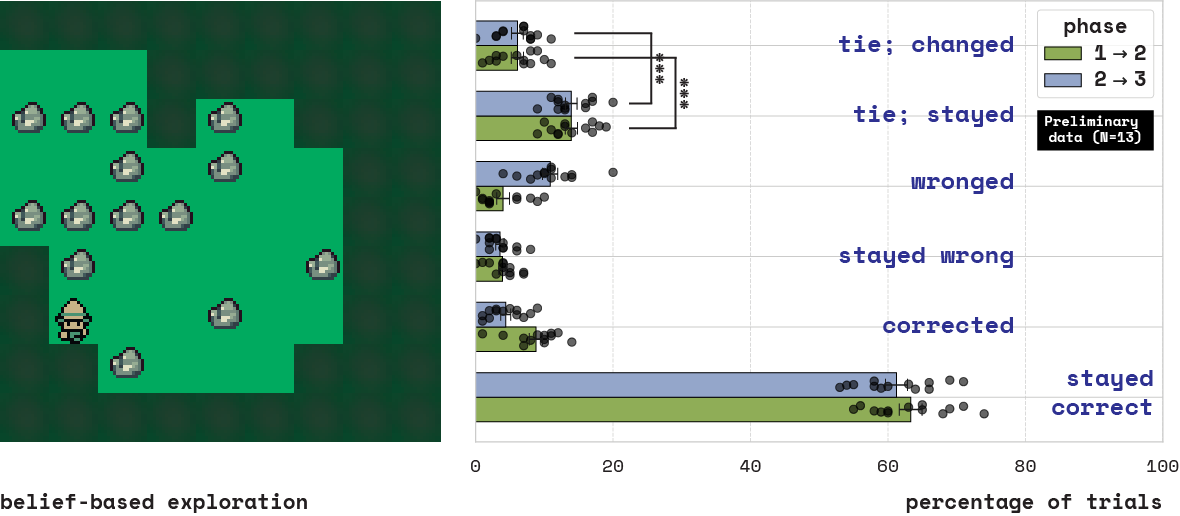 tie; changed
tie; stayed
wronged
stayed wrong
corrected
stayed
correct
***
***
phase
1 → 2
2 → 3
Preliminary
data (N=13)
0 20 40 60 80 100
belief-based exploration
percentage of trials